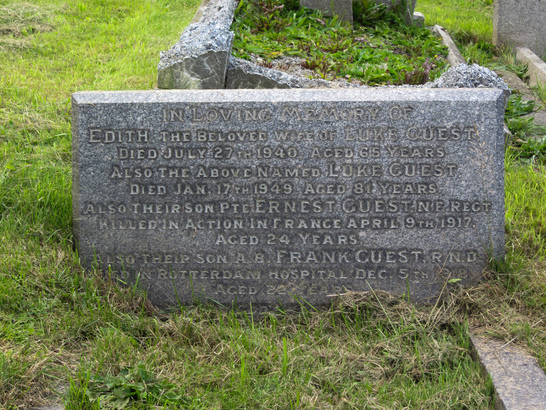 IN LOVING MEMORY OF
EDITH THE BELOVED WIFE OF LUKE GUEST,
DIED JULY 27TH 1940, AGED 65 YEARS
ALSO THE ABOVE NAMED LUKE GUEST
DIED JAN. 17TH 1949, AGED 81 YEARS.
ALSO THEIR SON PTE ERNEST GUEST
KILLED IN ACTION IN FRANCE APRIL 9TH 1917,
AGED 24 YEARS
ALSO THEIR SON A.B. FRANK GUEST, R.N.D.
IN ROTTERDAM HOSPITAL DEC. 5TH
AGED YEARS